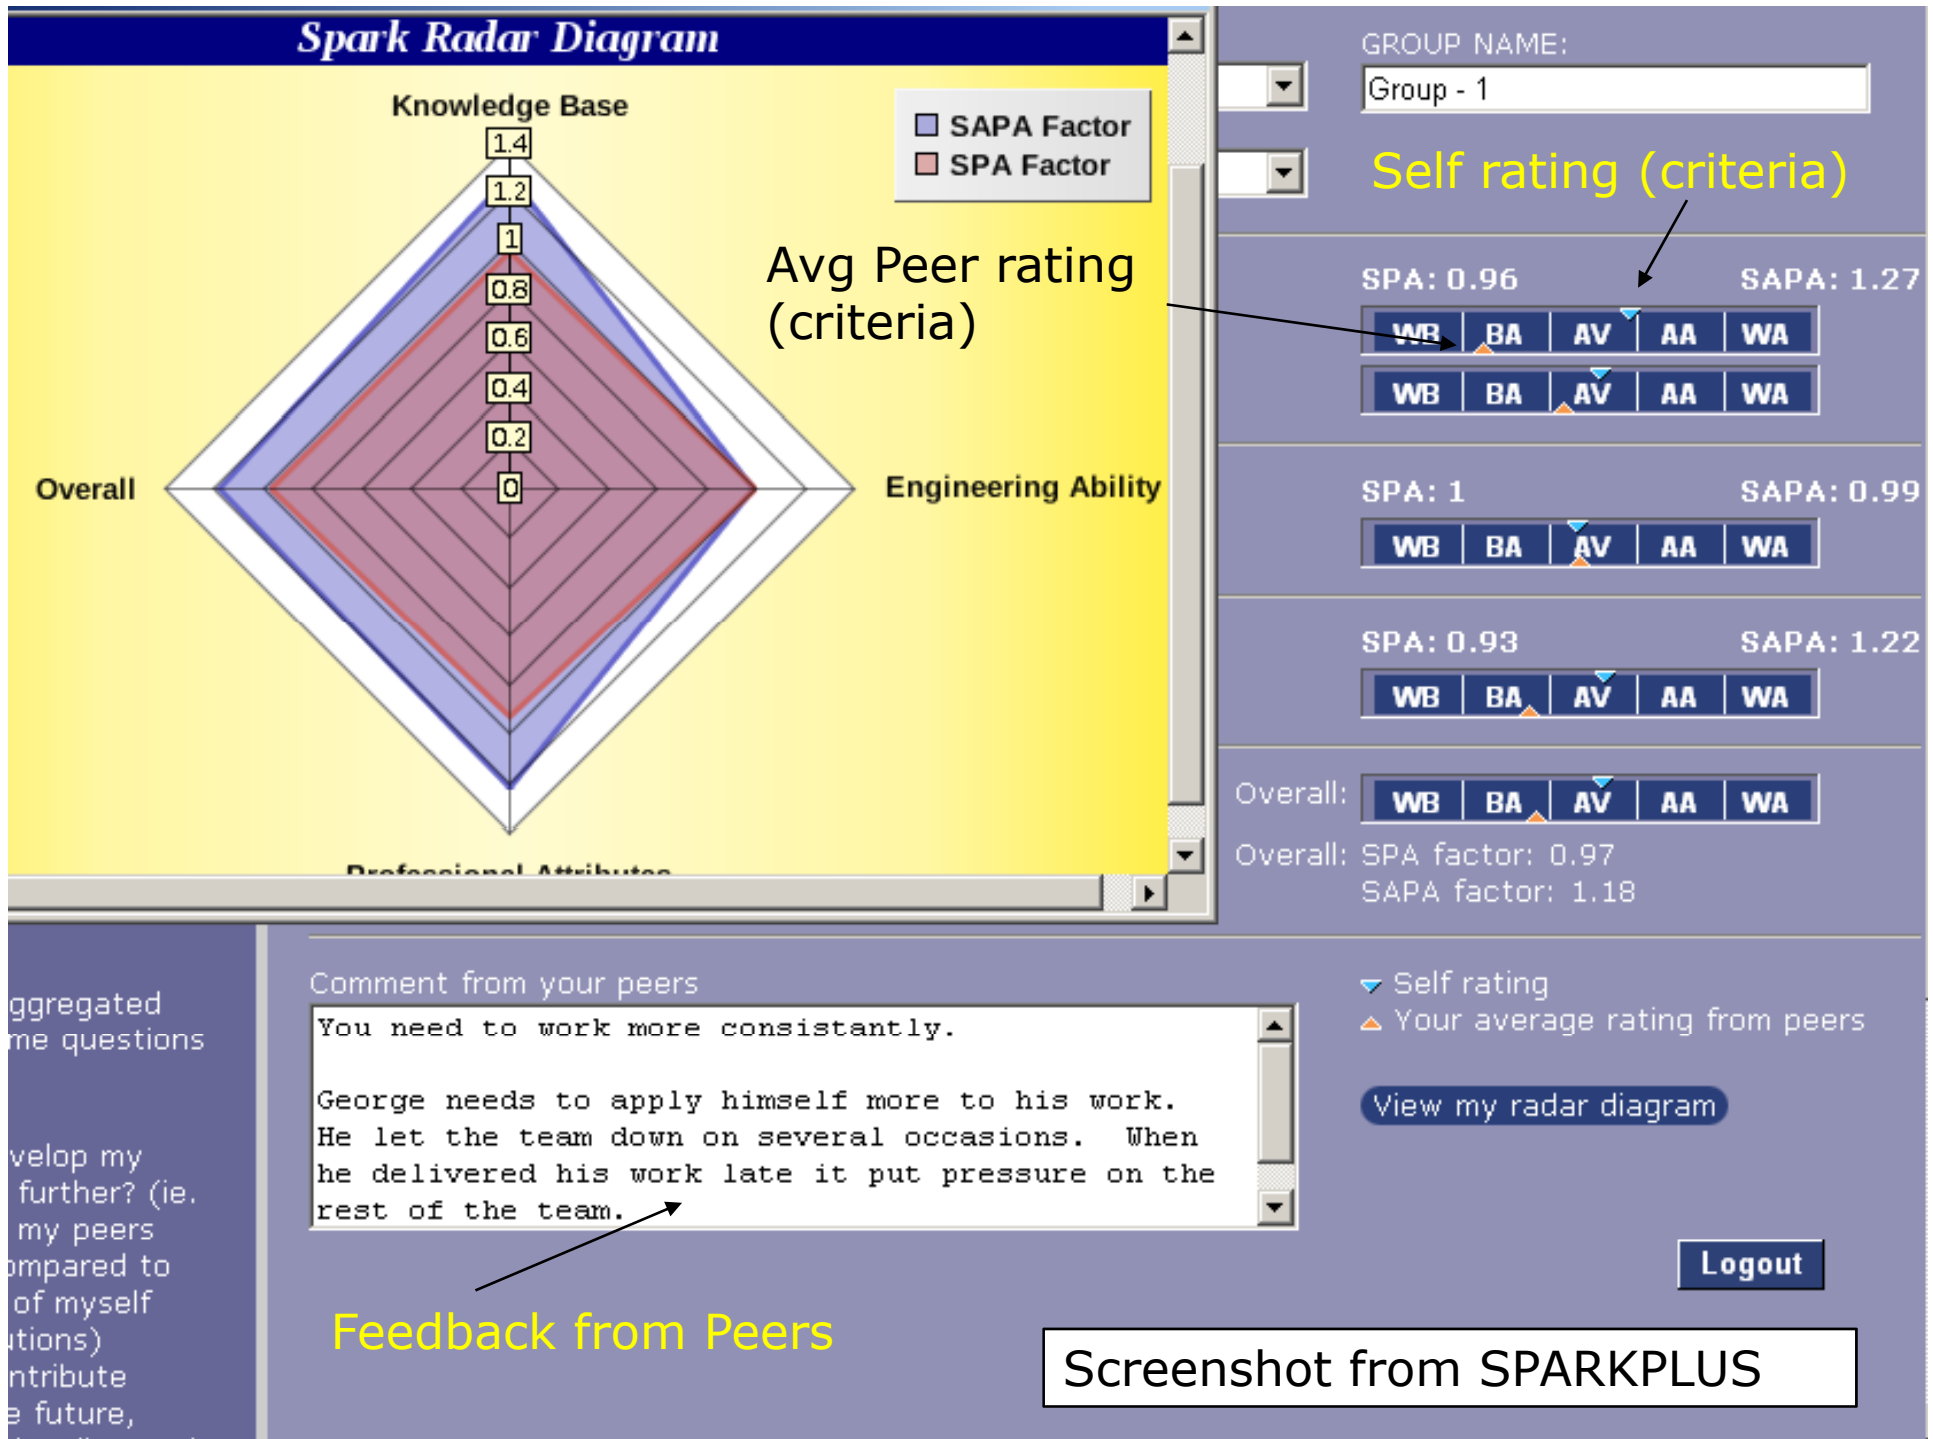 Spark Radar Diagram
Knowledge Base
SAPA Factor
SPA Factor
1.4
1.2
1
0.8
0.6
0.4
0.2
0
Overall
Engineering Ability
Professional Attributes
Avg Peer rating
(criteria)
GROUP NAME:
Group - 1
Self rating (criteria)
SPA: 0.96 SAPA: 1.27
WB BA AV AA WA
WB BA AV AA WA
SPA: 1 SAPA: 0.99
WB BA AV AA WA
SPA: 0.93 SAPA: 1.22
WB BA AV AA WA
Overall: WB BA AV AA WA
Overall: SPA factor: 0.97
SAPA factor: 1.18
ggregated
me questions
velop my
further? (ie.
my peers
ompared to
of myself
utions)
ntribute
e future,
Comment from your peers
You need to work more consistantly.
George needs to apply himself more to his work.
He let the team down on several occasions. When
he delivered his work late it put pressure on the
rest of the team.
Self rating
Your average rating from peers
View my radar diagram
Logout
Feedback from Peers
Screenshot from SPARKPLUS